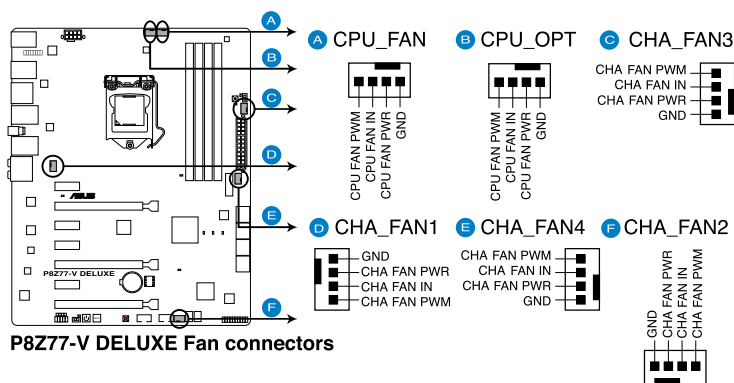 A
B
C
D
E
F
/SUS
P8Z77-V DELUXE
P8Z77-V DELUXE Fan connectors
A CPU_FAN
CPU FAN PWM
CPU FAN IN
CPU FAN PWR
GND
B CPU_OPT
CPU FAN PWM
CPU FAN IN
CPU FAN PWR
GND
C CHA_FAN3
CHA FAN PWM
CHA FAN IN
CHA FAN PWR
GND
D CHA_FAN1
GND
CHA FAN PWR
CHA FAN IN
CHA FAN PWM
E CHA_FAN4
CHA FAN PWM
CHA FAN IN
CHA FAN PWR
GND
F CHA_FAN2
GND
CHA FAN PWR
CHA FAN IN
CHA FAN PWM